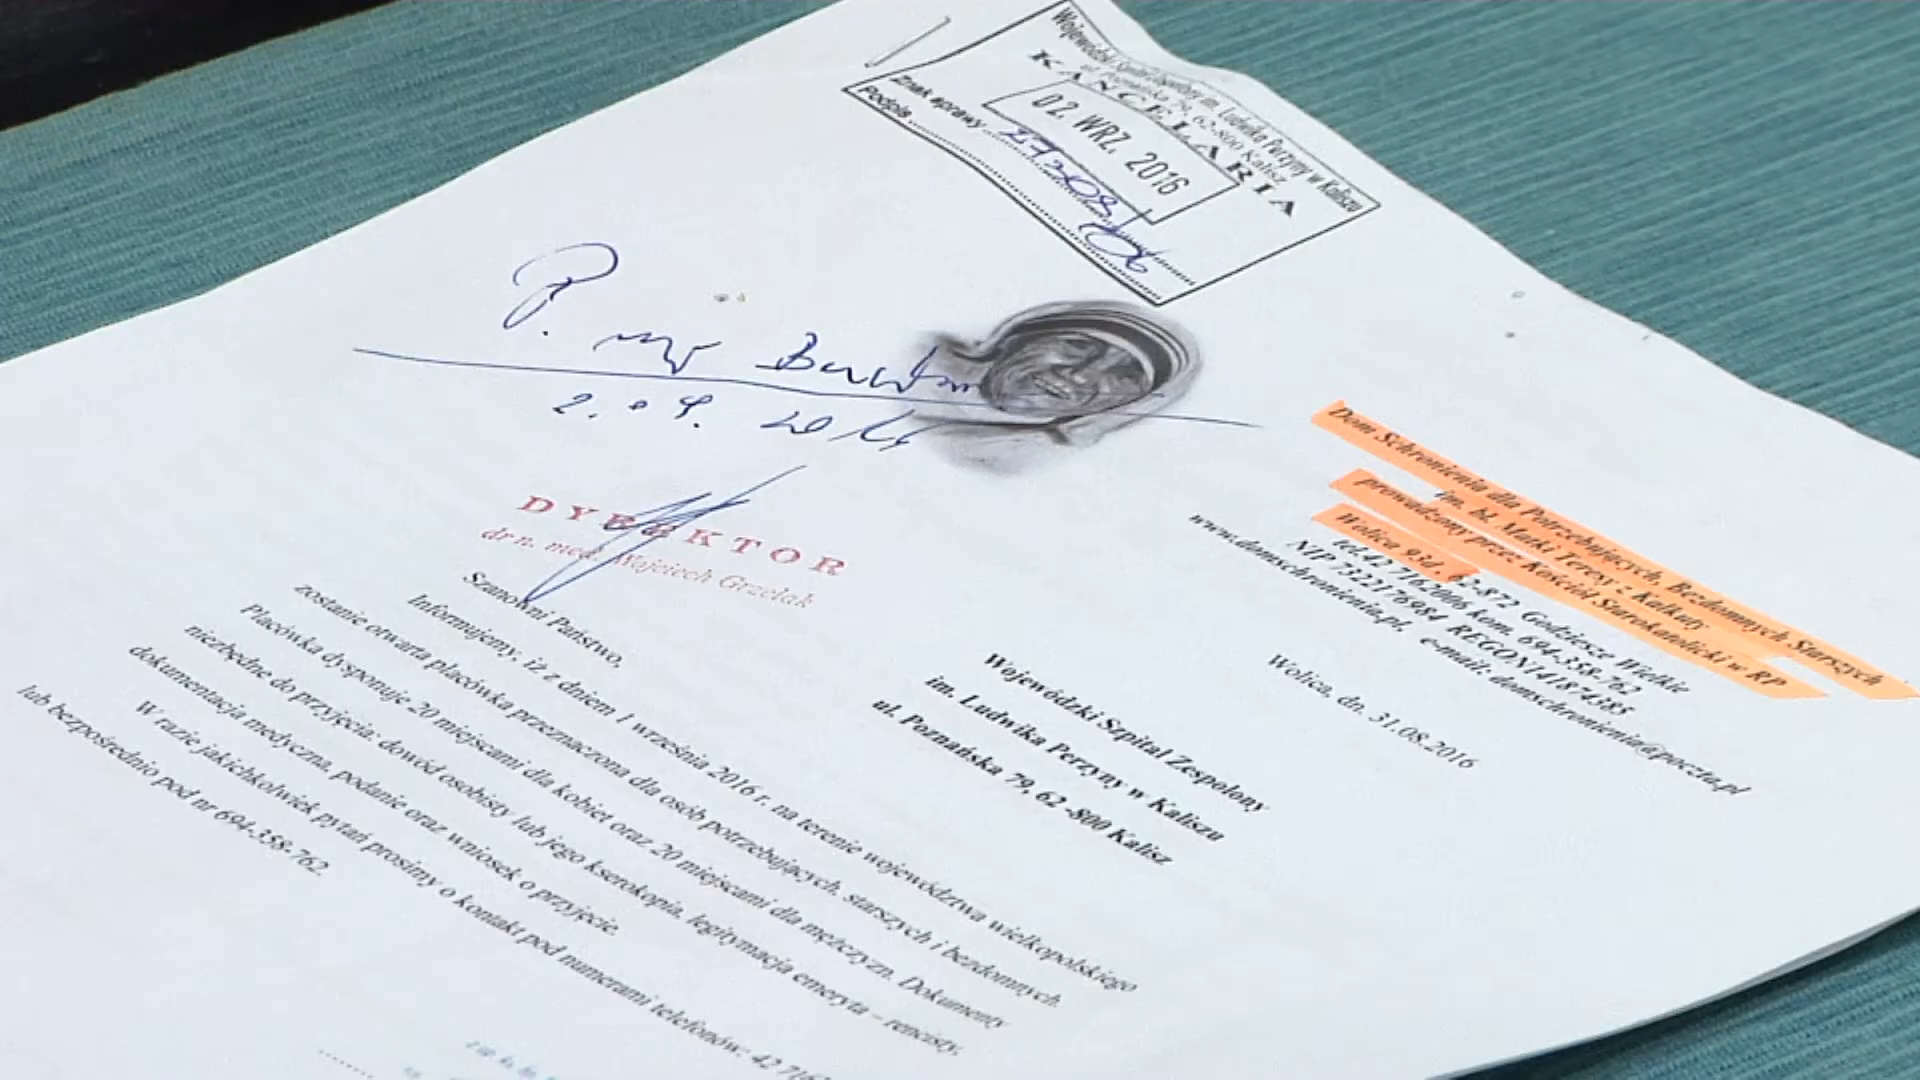 Wojewódzki Szpital Zespolony im. Ludwika Perzyny w Kaliszu
ul. Poznańska 79, 62-800 Kalisz
KANCELARIA
02. WRZ. 2016
Znak sprawy
Podpis
P. mgr
2.09.2016
DYREKTOR
dr n. med. Wojciech Grzelak
Dom Schronienia dla Potrzebujących, Bezdomnych Starszych
im. bł. Matki Teresy z Kalkuty
prowadzony przez Kościół Starokatolicki w RP
Wolica 93d, 62-872 Godziesze Wielkie
tel.42 7162006 kom. 694-358-762
NIP 7322176984 REGON141874385
www.domschronienia.pl, e-mail: domschronienia@poczta.pl
Wolica, dn. 31.08.2016
Wojewódzki Szpital Zespolony
im. Ludwika Perzyny w Kaliszu
ul. Poznańska 79, 62-800 Kalisz
Szanowni Państwo,
Informujemy, iż z dniem 1 września 2016 r. na terenie województwa wielkopolskiego
zostanie otwarta placówka przeznaczona dla osób potrzebujących, starszych i bezdomnych.
Placówka dysponuje 20 miejscami dla kobiet oraz 20 miejscami dla mężczyzn. Dokumenty
niezbędne do przyjęcia: dowód osobisty lub jego kserokopia, legitymacja emeryta – rencisty,
dokumentacja medyczna, podanie oraz wniosek o przyjęcie.
W razie jakichkolwiek pytań prosimy o kontakt pod numerami telefonów: 42 716
lub bezpośrednio pod nr 694-358-762